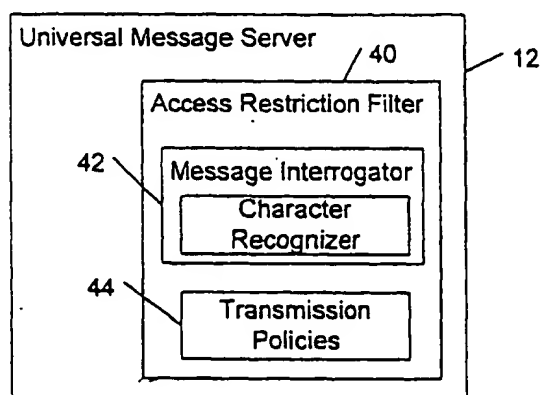 Universal Message Server
12
40
Access Restriction Filter
42
Message Interrogator
Character
Recognizer
44
Transmission
Policies